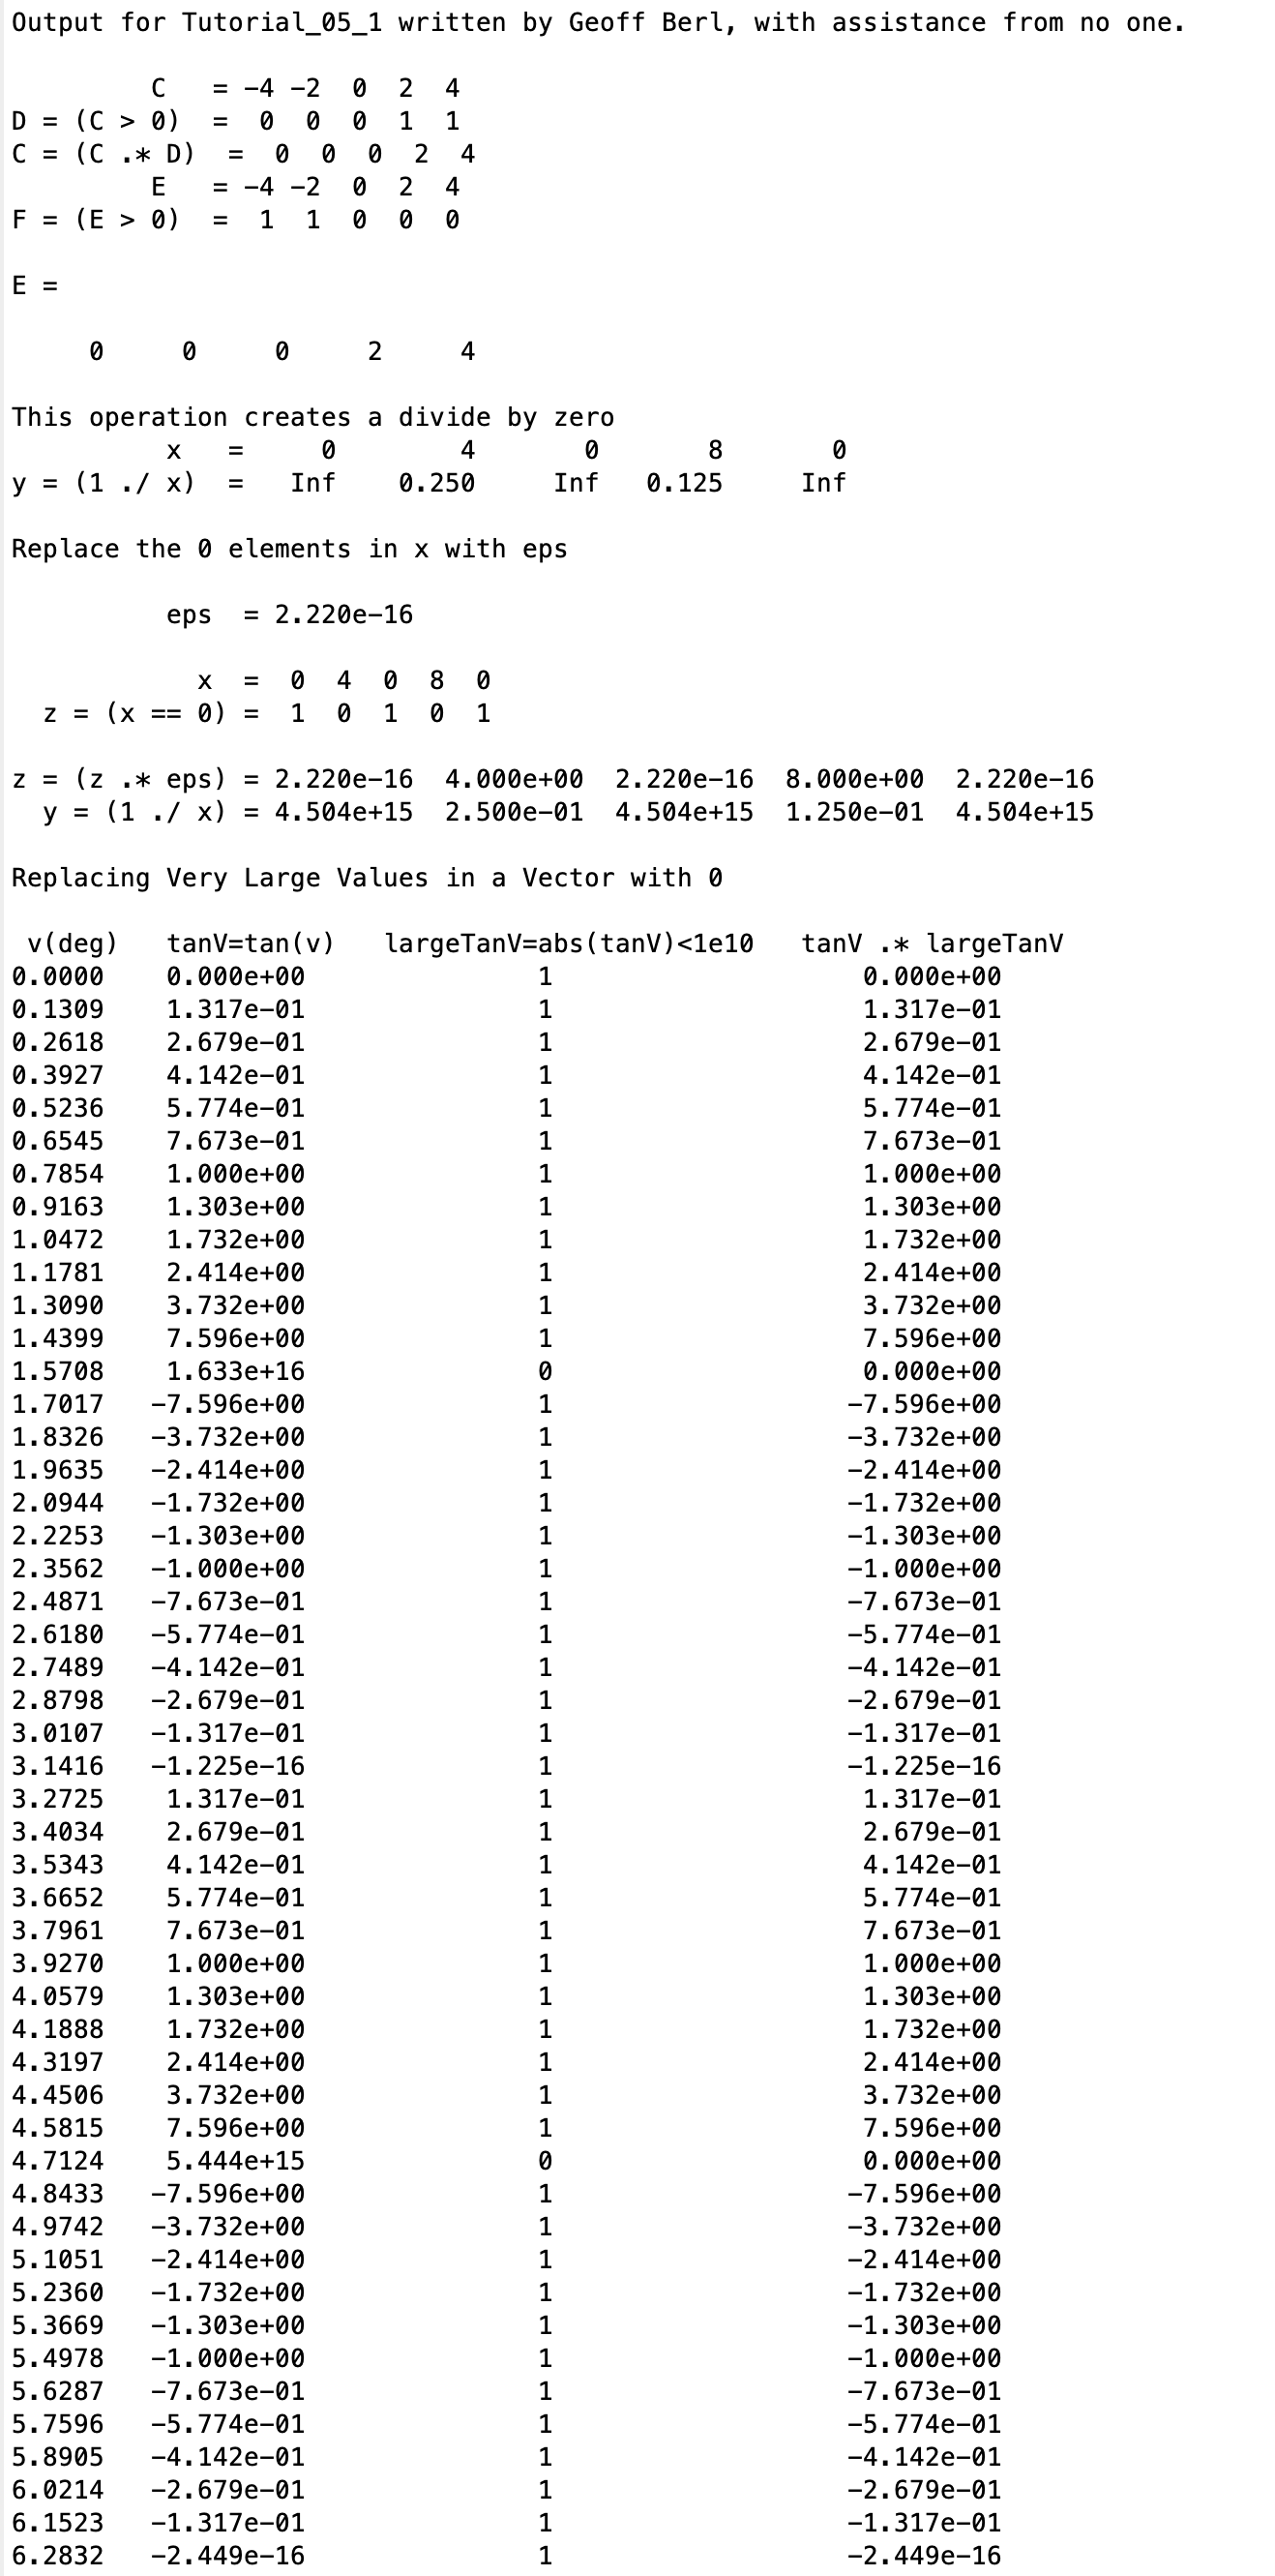 Output for Tutorial_05_1 written by Geoff Berl, with assistance from no one.
         C   = -4 -2  0  2  4
D = (C > 0)  =  0  0  0  1  1
C = (C .* D)  =  0  0  0  2  4
         E   = -4 -2  0  2  4
F = (E > 0)  =  1  1  0  0  0
E =
     0     0     0     2     4
This operation creates a divide by zero
          x   =     0        4       0       8       0
y = (1 ./ x)  =   Inf    0.250     Inf   0.125     Inf
Replace the 0 elements in x with eps
          eps  = 2.220e-16
            x  =  0  4  0  8  0
  z = (x == 0) =  1  0  1  0  1
z = (z .* eps) = 2.220e-16  4.000e+00  2.220e-16  8.000e+00  2.220e-16
  y = (1 ./ x) = 4.504e+15  2.500e-01  4.504e+15  1.250e-01  4.504e+15
Replacing Very Large Values in a Vector with 0
 v(deg)   tanV=tan(v)   largeTanV=abs(tanV)<1e10   tanV .* largeTanV
0.0000    0.000e+00               1                    0.000e+00
0.1309    1.317e-01               1                    1.317e-01
0.2618    2.679e-01               1                    2.679e-01
0.3927    4.142e-01               1                    4.142e-01
0.5236    5.774e-01               1                    5.774e-01
0.6545    7.673e-01               1                    7.673e-01
0.7854    1.000e+00               1                    1.000e+00
0.9163    1.303e+00               1                    1.303e+00
1.0472    1.732e+00               1                    1.732e+00
1.1781    2.414e+00               1                    2.414e+00
1.3090    3.732e+00               1                    3.732e+00
1.4399    7.596e+00               1                    7.596e+00
1.5708    1.633e+16               0                    0.000e+00
1.7017   -7.596e+00               1                   -7.596e+00
1.8326   -3.732e+00               1                   -3.732e+00
1.9635   -2.414e+00               1                   -2.414e+00
2.0944   -1.732e+00               1                   -1.732e+00
2.2253   -1.303e+00               1                   -1.303e+00
2.3562   -1.000e+00               1                   -1.000e+00
2.4871   -7.673e-01               1                   -7.673e-01
2.6180   -5.774e-01               1                   -5.774e-01
2.7489   -4.142e-01               1                   -4.142e-01
2.8798   -2.679e-01               1                   -2.679e-01
3.0107   -1.317e-01               1                   -1.317e-01
3.1416   -1.225e-16               1                   -1.225e-16
3.2725    1.317e-01               1                    1.317e-01
3.4034    2.679e-01               1                    2.679e-01
3.5343    4.142e-01               1                    4.142e-01
3.6652    5.774e-01               1                    5.774e-01
3.7961    7.673e-01               1                    7.673e-01
3.9270    1.000e+00               1                    1.000e+00
4.0579    1.303e+00               1                    1.303e+00
4.1888    1.732e+00               1                    1.732e+00
4.3197    2.414e+00               1                    2.414e+00
4.4506    3.732e+00               1                    3.732e+00
4.5815    7.596e+00               1                    7.596e+00
4.7124    5.444e+15               0                    0.000e+00
4.8433   -7.596e+00               1                   -7.596e+00
4.9742   -3.732e+00               1                   -3.732e+00
5.1051   -2.414e+00               1                   -2.414e+00
5.2360   -1.732e+00               1                   -1.732e+00
5.3669   -1.303e+00               1                   -1.303e+00
5.4978   -1.000e+00               1                   -1.000e+00
5.6287   -7.673e-01               1                   -7.673e-01
5.7596   -5.774e-01               1                   -5.774e-01
5.8905   -4.142e-01               1                   -4.142e-01
6.0214   -2.679e-01               1                   -2.679e-01
6.1523   -1.317e-01               1                   -1.317e-01
6.2832   -2.449e-16               1                   -2.449e-16